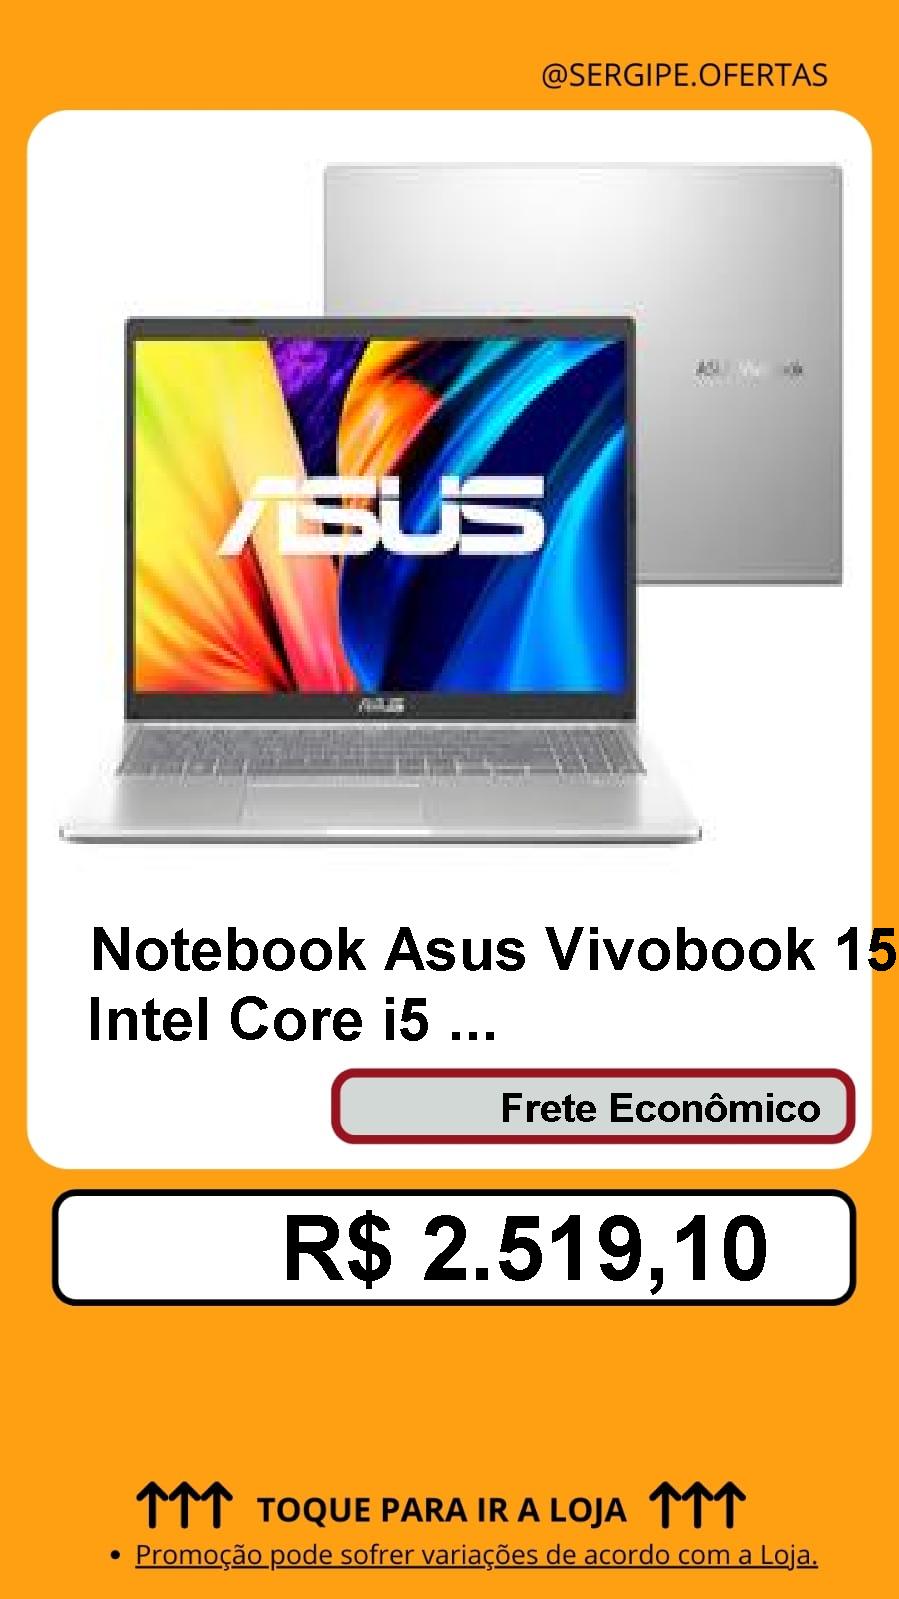 @SERGIPE.OFERTAS
ASUS
ASUS
Notebook Asus Vivobook 15
Intel Core i5 ...
Frete Econômico
R$ 2.519,10
↑↑↑ TOQUE PARA IR A LOJA ↑↑↑
• Promoção pode sofrer variações de acordo com a Loja.